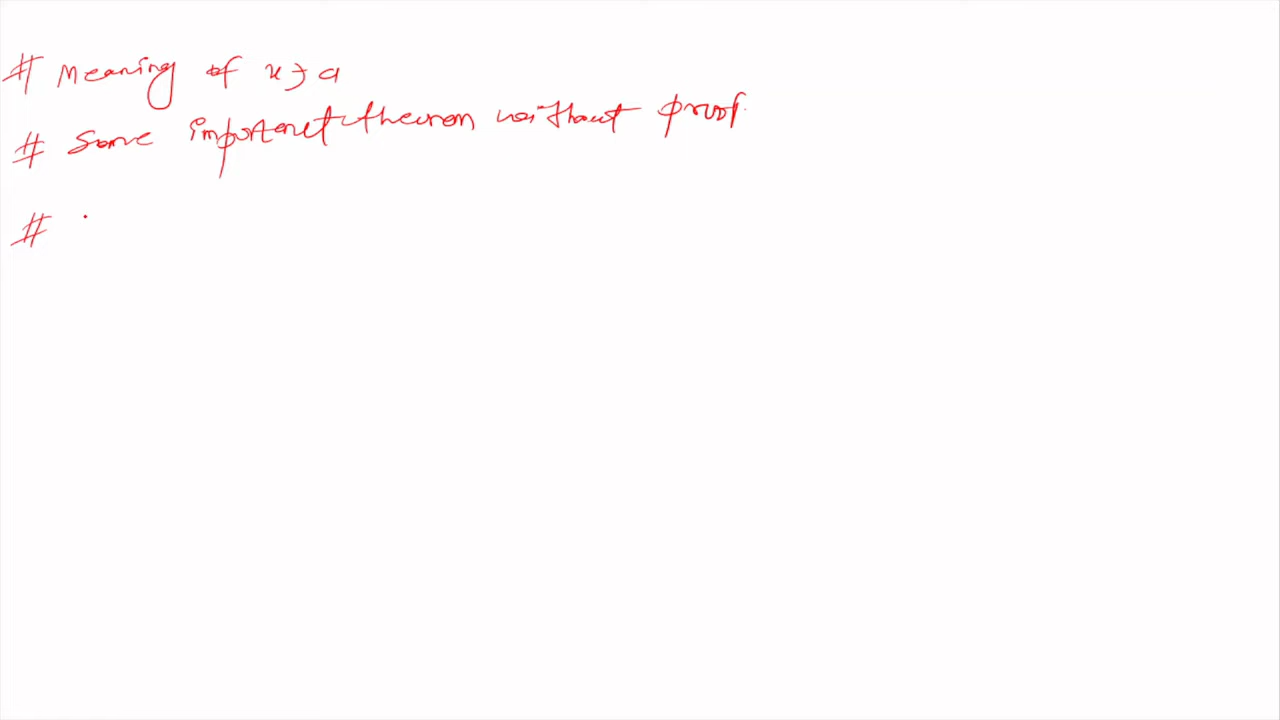 # Meaning of x→a
# Some important theorem without proof.
#